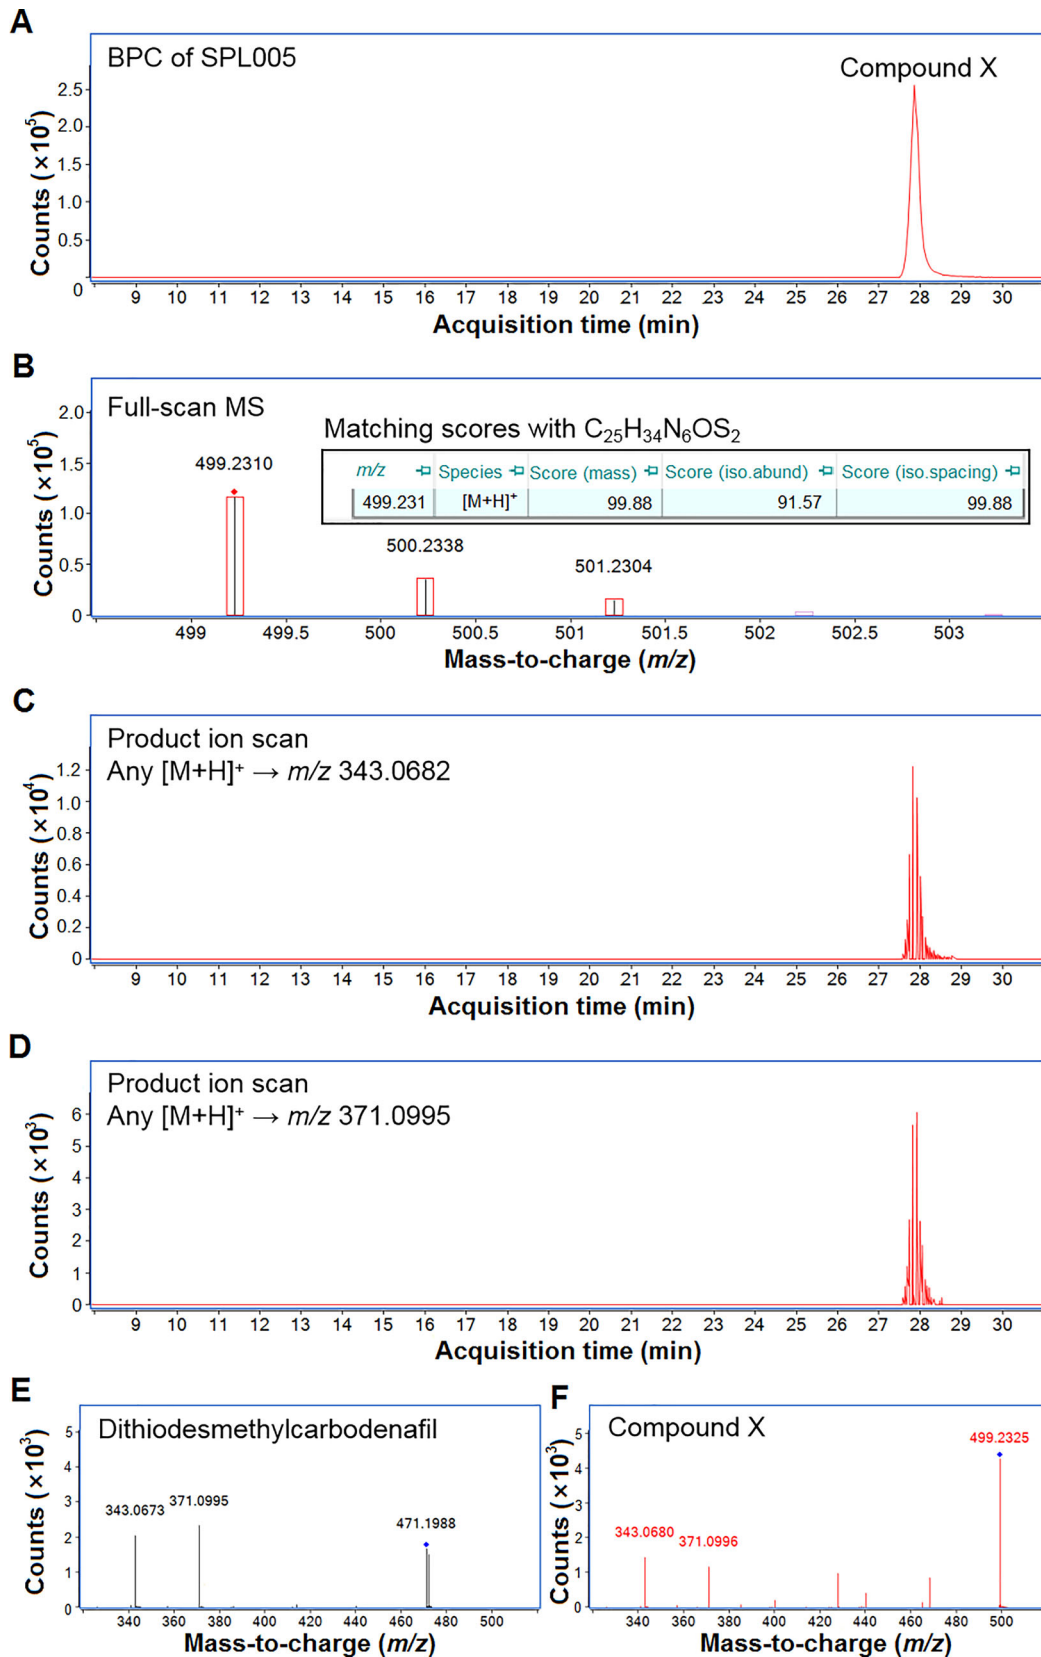 A
BPC of SPL005
Compound X
Counts (×10⁵)
2.5
2.0
1.5
1.0
0.5
0
9 10 11 12 13 14 15 16 17 18 19 20 21 22 23 24 25 26 27 28 29 30
Acquisition time (min)
B
Full-scan MS
Matching scores with C₂₅H₃₄N₆OS₂
m/z Species Score (mass) Score (iso.abund) Score (iso.spacing)
499.231 [M+H]⁺ 99.88 91.57 99.88
499.2310
500.2338
501.2304
Counts (×10⁵)
2.0
1.5
1.0
0.5
0
499 499.5 500 500.5 501 501.5 502 502.5 503
Mass-to-charge (m/z)
C
Product ion scan
Any [M+H]⁺ → m/z 343.0682
Counts (×10⁴)
1.2
1.0
0.8
0.6
0.4
0.2
0
9 10 11 12 13 14 15 16 17 18 19 20 21 22 23 24 25 26 27 28 29 30
Acquisition time (min)
D
Product ion scan
Any [M+H]⁺ → m/z 371.0995
Counts (×10³)
6
5
4
3
2
1
0
9 10 11 12 13 14 15 16 17 18 19 20 21 22 23 24 25 26 27 28 29 30
Acquisition time (min)
E
Dithiodesmethylcarbodenafil
343.0673
371.0995
471.1988
Counts (×10³)
5
4
3
2
1
0
340 360 380 400 420 440 460 480 500
Mass-to-charge (m/z)
F
Compound X
499.2325
343.0680
371.0996
Counts (×10³)
5
4
3
2
1
0
340 360 380 400 420 440 460 480 500
Mass-to-charge (m/z)